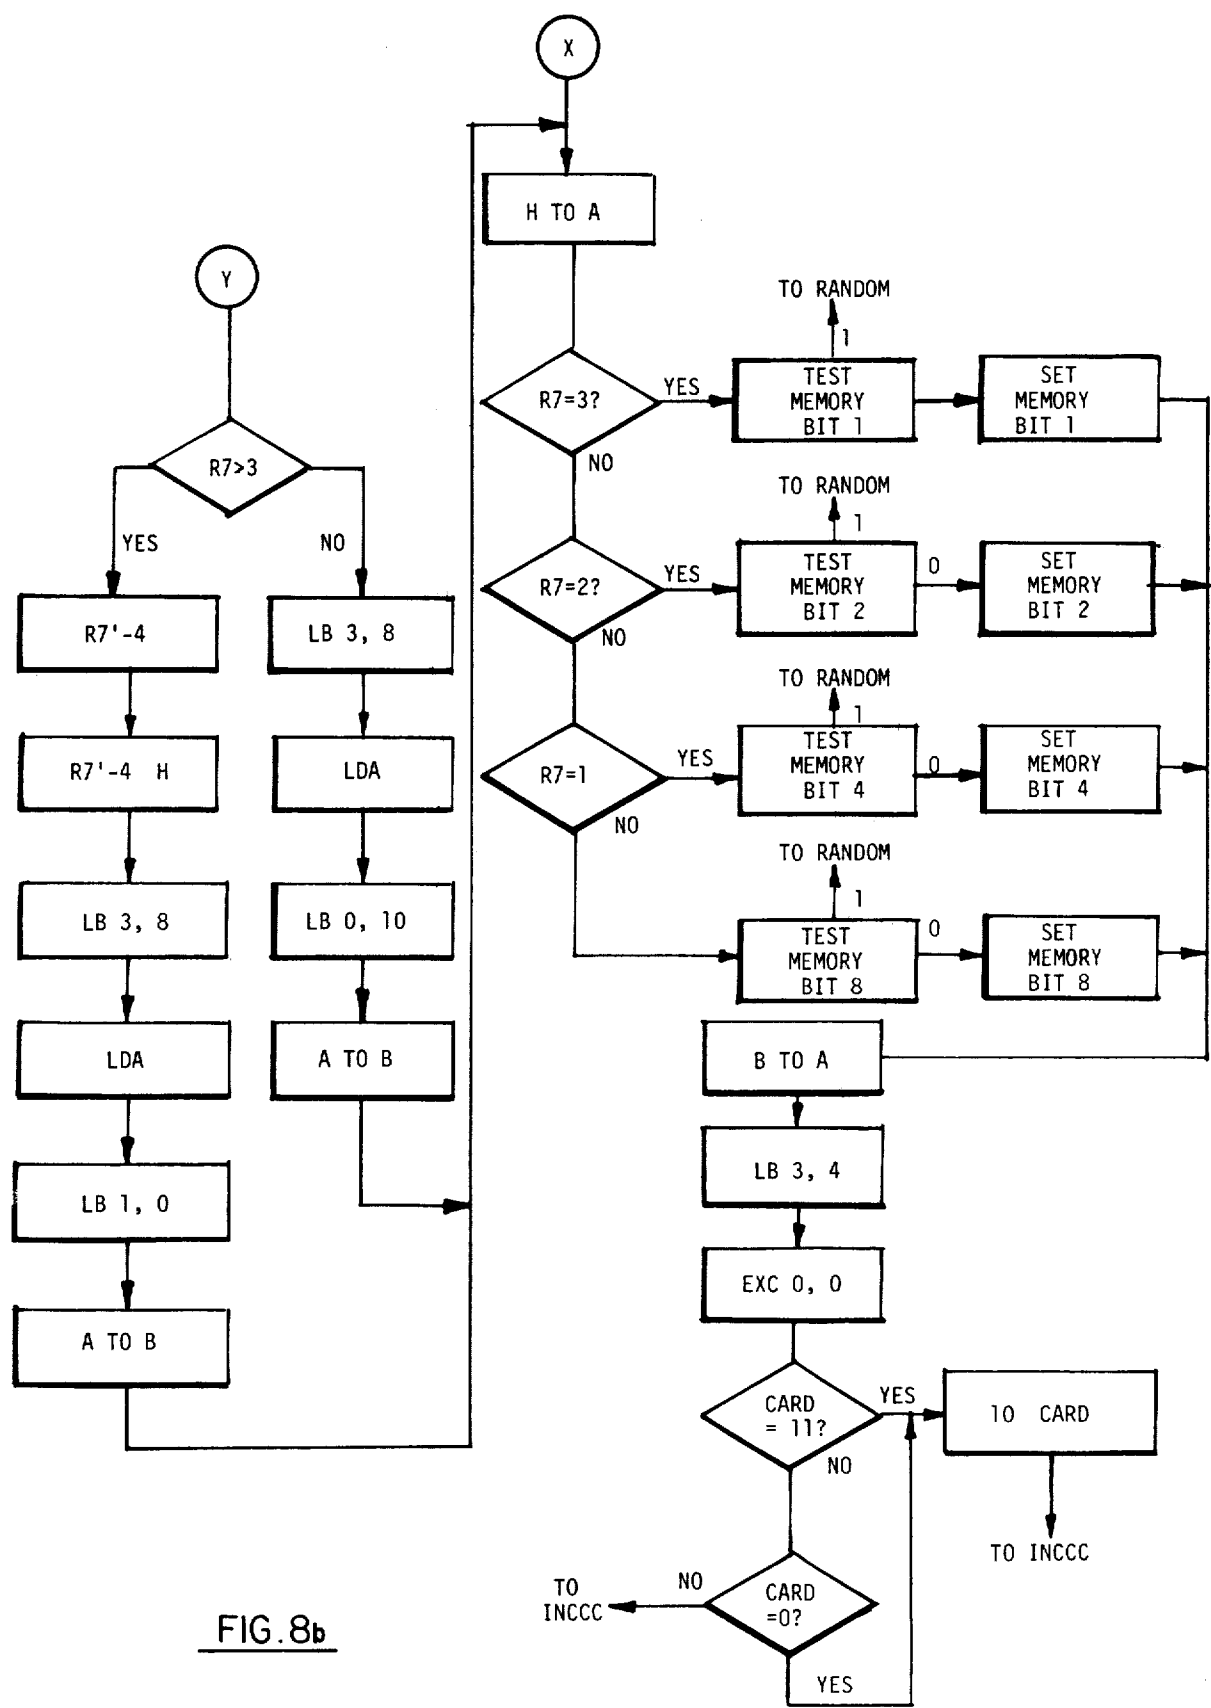 X
H TO A
Y
TO RANDOM
1
R7=3?
YES
TEST
MEMORY
BIT 1
SET
MEMORY
BIT 1
NO
R7>3
YES
NO
TO RANDOM
1
R7=2?
YES
TEST
MEMORY
BIT 2
0
SET
MEMORY
BIT 2
NO
R7'-4
LB 3, 8
TO RANDOM
1
R7=1
YES
TEST
MEMORY
BIT 4
0
SET
MEMORY
BIT 4
NO
R7'-4 H
LDA
TO RANDOM
1
TEST
MEMORY
BIT 8
0
SET
MEMORY
BIT 8
LB 3, 8
LB 0, 10
LDA
A TO B
B TO A
LB 1, 0
LB 3, 4
A TO B
EXC 0, 0
CARD
= 11?
YES
10 CARD
NO
TO INCCC
CARD
=0?
NO
TO
INCCC
YES
FIG.8b